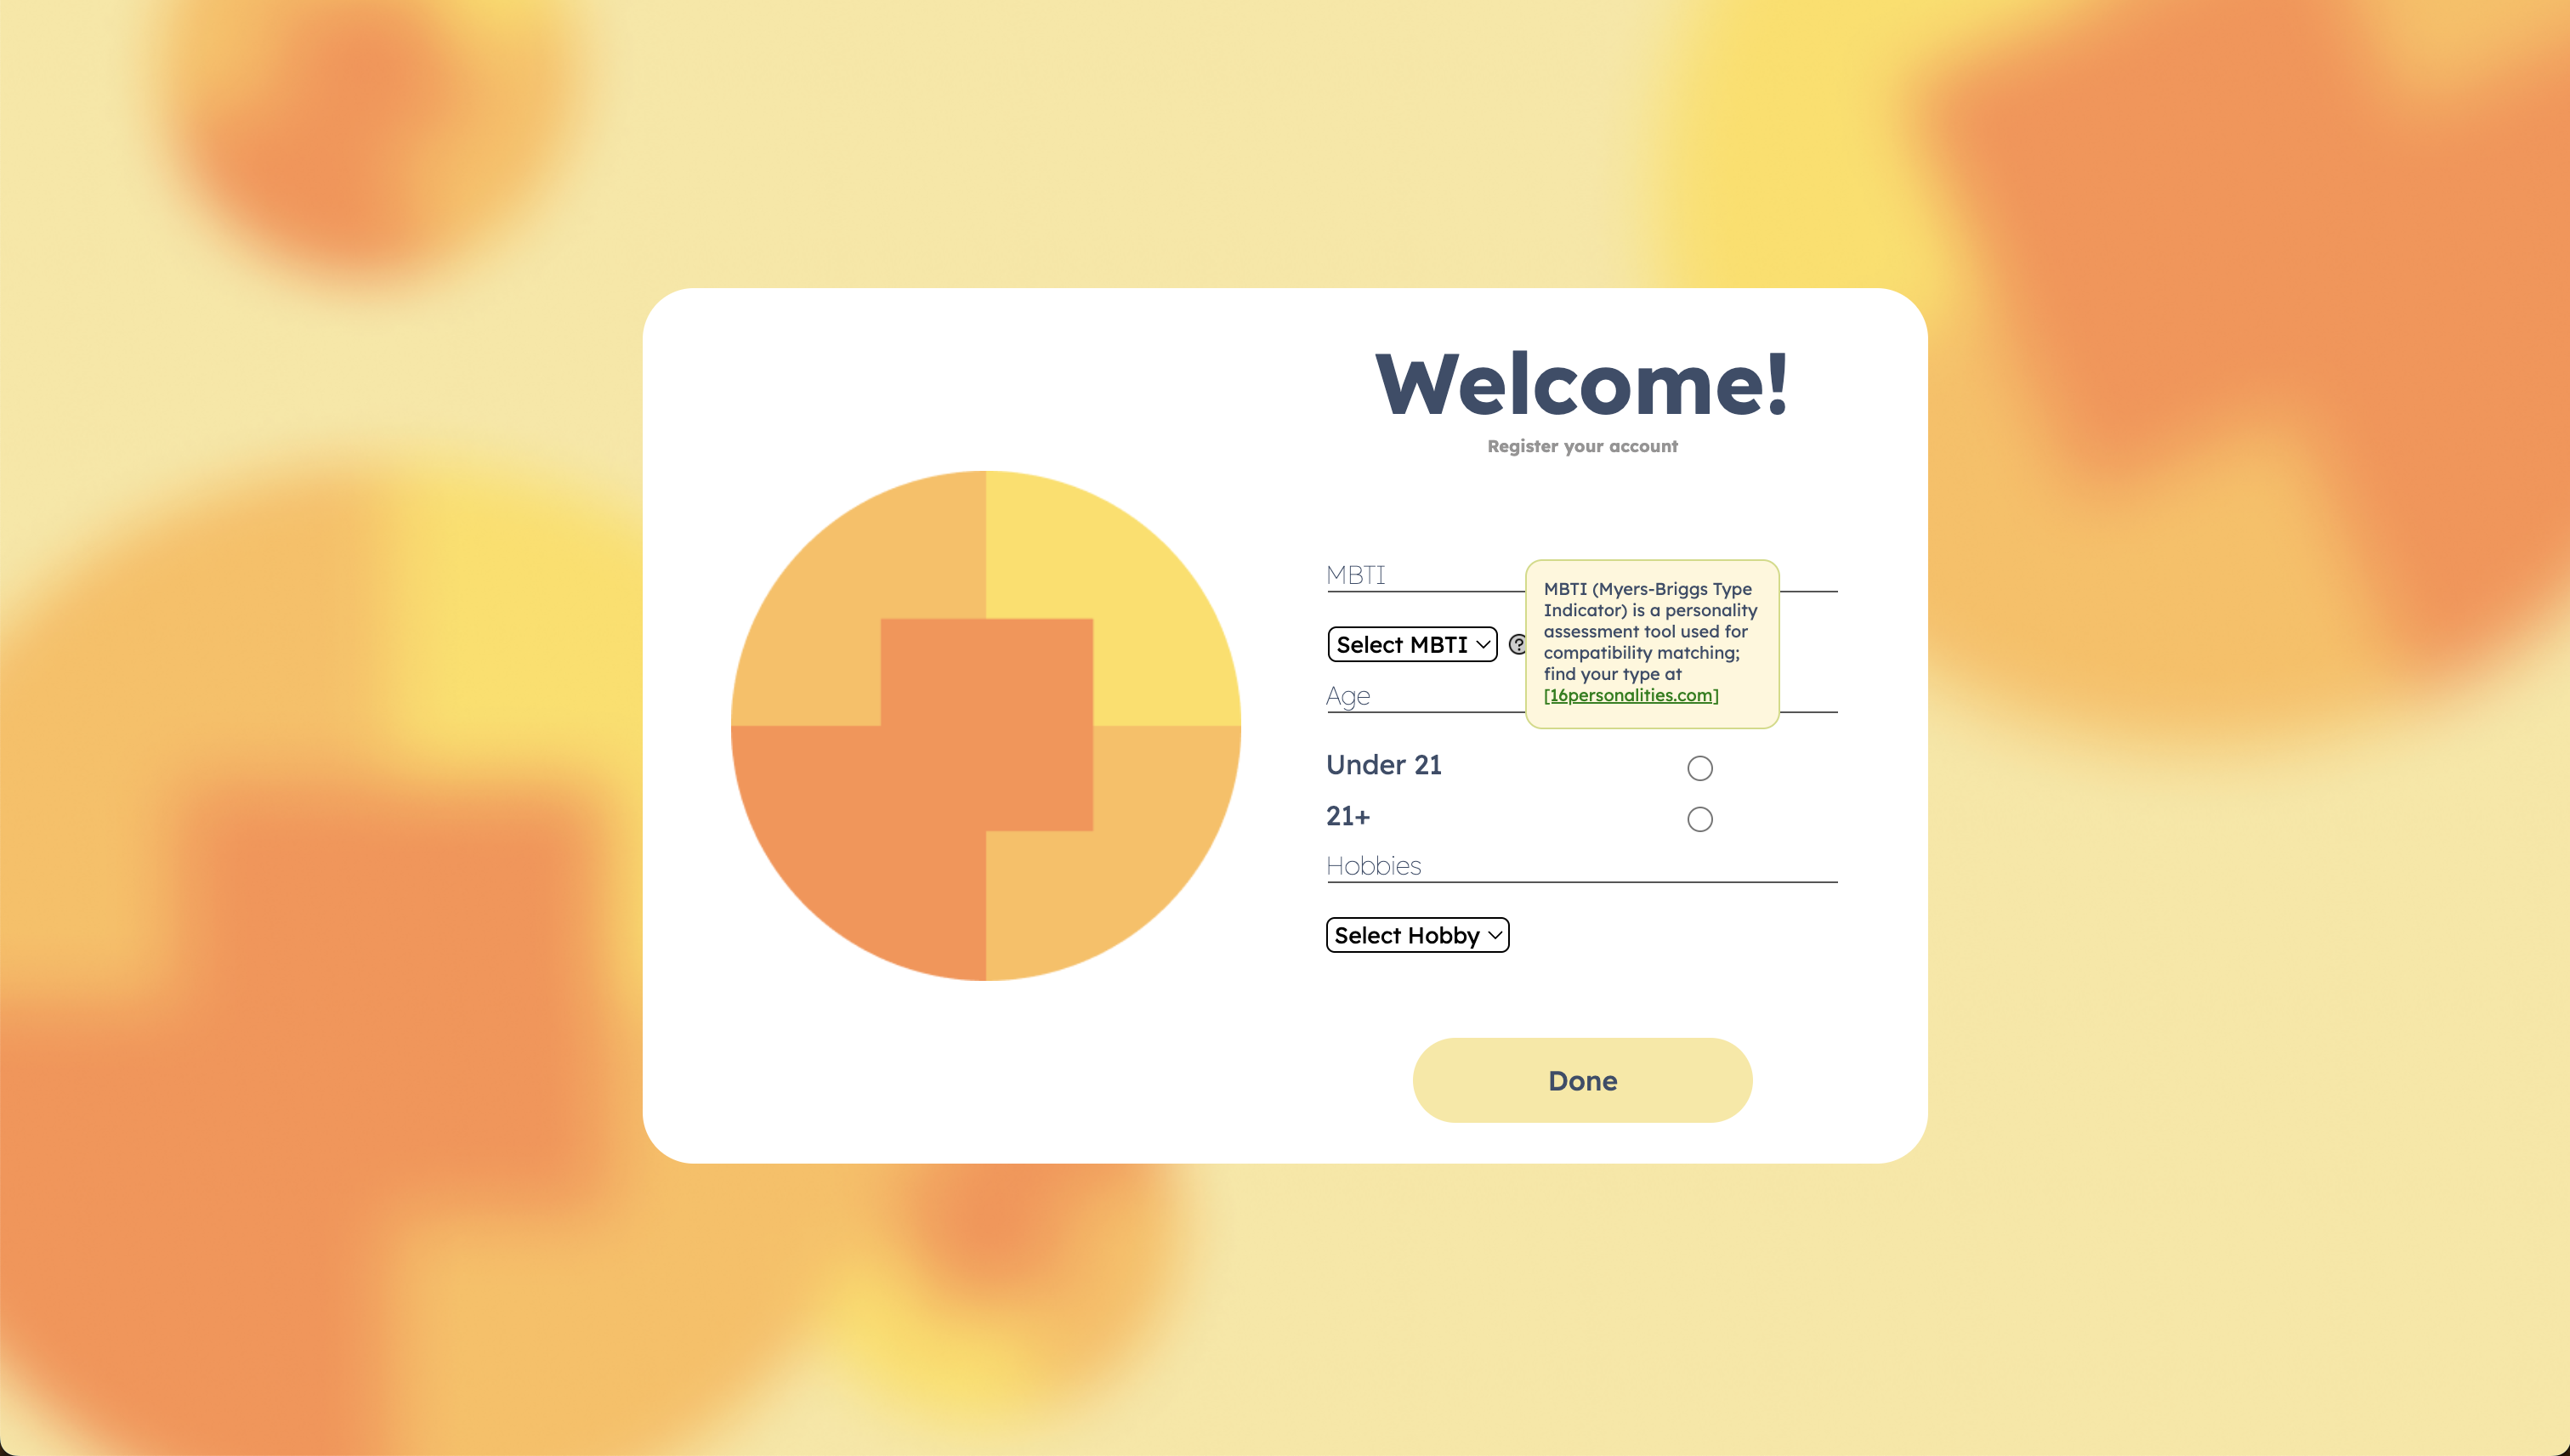 Welcome!
Register your account
MBTI
MBTI (Myers-Briggs Type
Indicator) is a personality
assessment tool used for
compatibility matching;
find your type at
[16personalities.com]
Select MBTI
?
Age
Under 21
21+
Hobbies
Select Hobby
Done